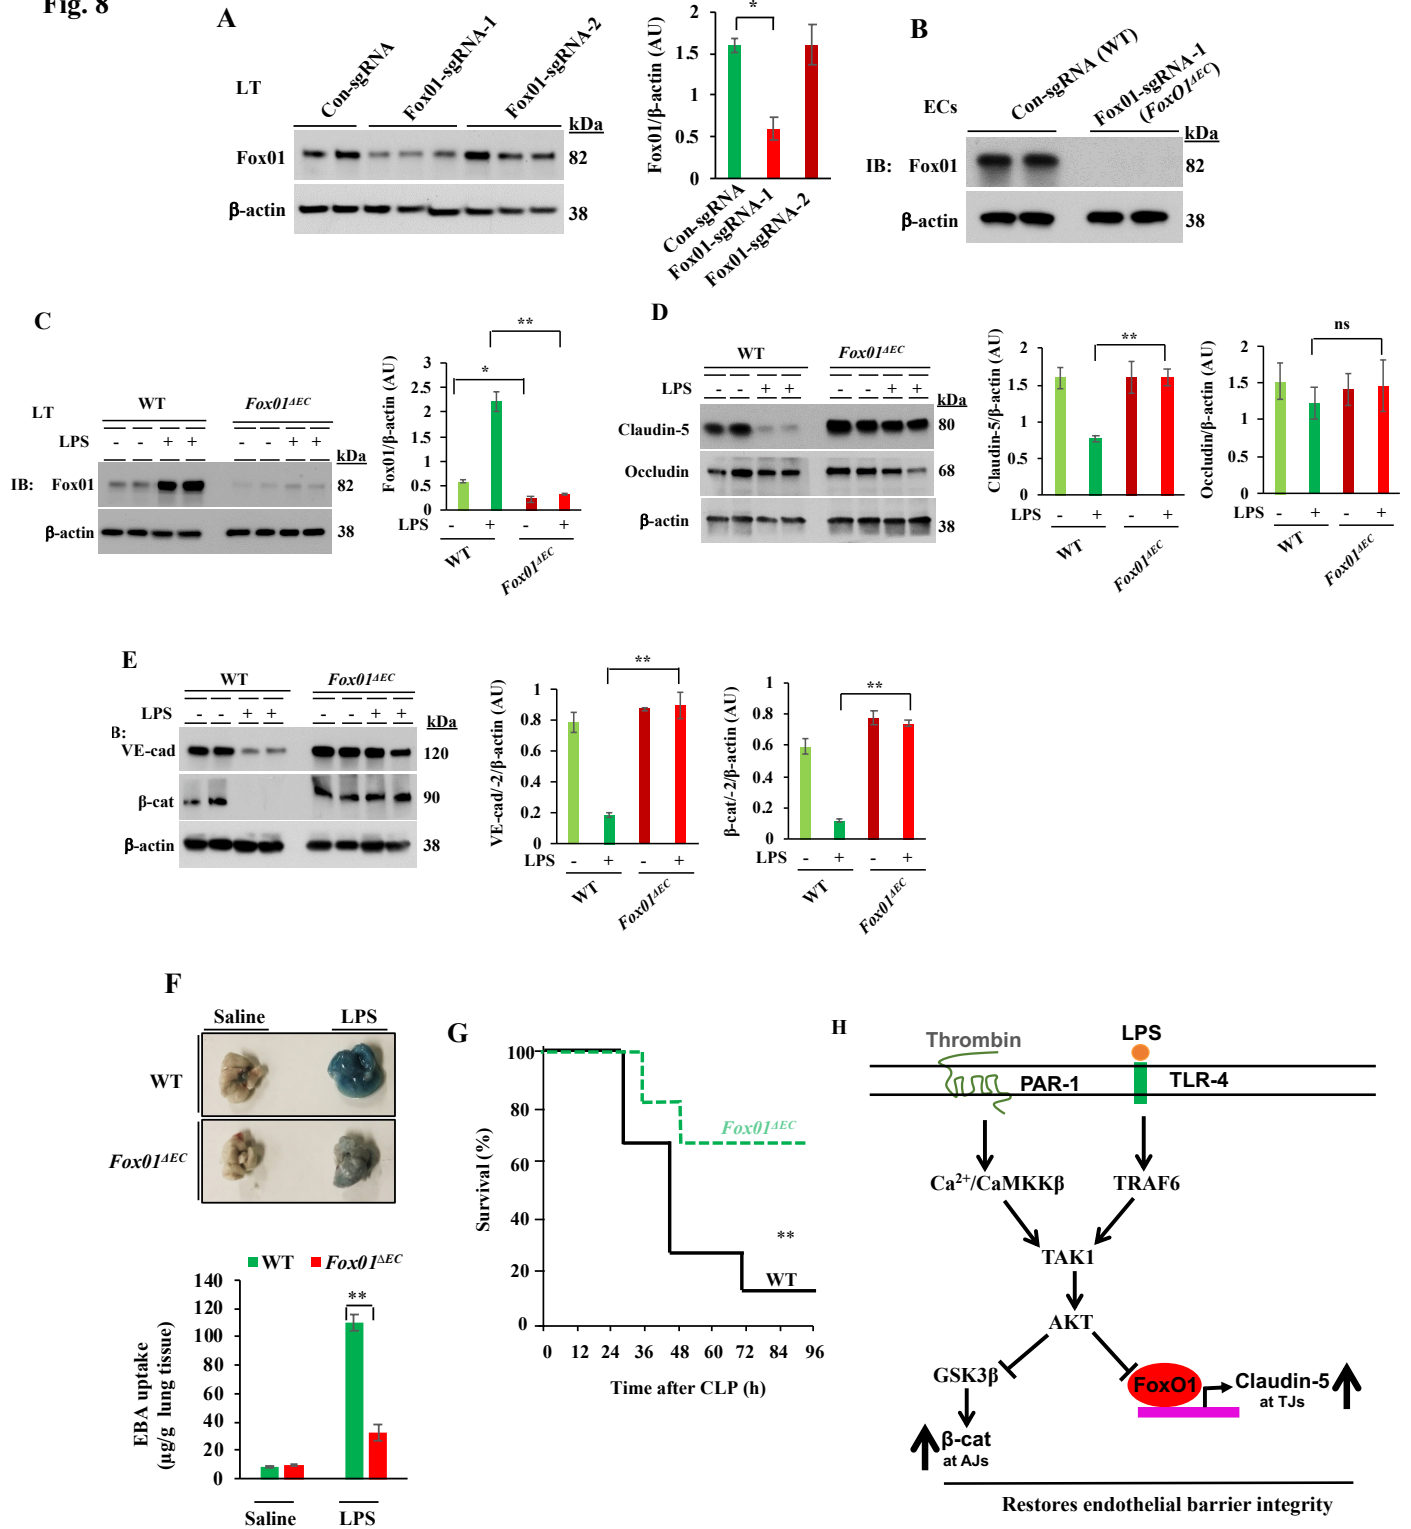 Fig. 8
A
LT
Con-sgRNA
Fox01-sgRNA-1
Fox01-sgRNA-2
kDa
Fox01
82
β-actin
38
Fox01/β-actin (AU)
2
1.5
1
0.5
0
*
Con-sgRNA
Fox01-sgRNA-1
Fox01-sgRNA-2
B
ECs
Con-sgRNA (WT)
Fox01-sgRNA-1
(FoxO1ΔEC)
kDa
IB: Fox01
82
β-actin
38
C
LT
WT
Fox01ΔEC
LPS - - + + - - + +
kDa
IB: Fox01
82
β-actin
38
Fox01/β-actin (AU)
3
2.5
2
1.5
1
0.5
0
*
**
LPS - + - +
WT
Fox01ΔEC
D
WT
Fox01ΔEC
LPS - - + + - - + +
kDa
Claudin-5
80
Occludin
68
β-actin
38
Claudin-5/β-actin (AU)
2
1.5
1
0.5
0
**
LPS - + - +
WT
Fox01ΔEC
Occludin/β-actin (AU)
2
1.5
1
0.5
0
ns
LPS - + - +
WT
Fox01ΔEC
E
WT
Fox01ΔEC
LPS - - + + - - + +
kDa
B:
VE-cad
120
β-cat
90
β-actin
38
VE-cad/-2/β-actin (AU)
1
0.8
0.6
0.4
0.2
0
**
LPS - + - +
WT
Fox01ΔEC
β-cat/-2/β-actin (AU)
1
0.8
0.6
0.4
0.2
0
**
LPS - + - +
WT
Fox01ΔEC
F
Saline
LPS
WT
Fox01ΔEC
WT Fox01ΔEC
EBA uptake
(μg/g lung tissue)
140
120
100
80
60
40
20
0
**
Saline
LPS
G
Survival (%)
100
80
60
40
20
0
Fox01ΔEC
**
WT
0 12 24 36 48 60 72 84 96
Time after CLP (h)
H
Thrombin
LPS
PAR-1
TLR-4
Ca2+/CaMKKβ
TRAF6
TAK1
AKT
GSK3β
FoxO1
Claudin-5
at TJs
β-cat
at AJs
Restores endothelial barrier integrity